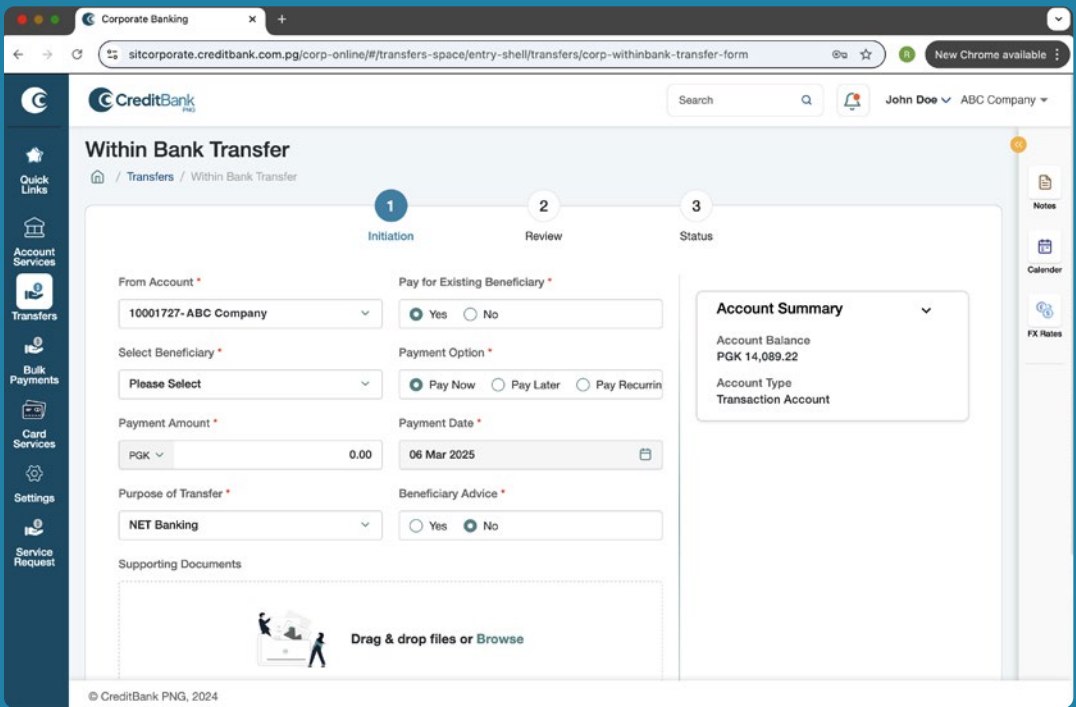 Corporate Banking
sitcorporate.creditbank.com.pg/corp-online/#/transfers-space/entry-shell/transfers/corp-withinbank-transfer-form
R
New Chrome available
CreditBank
PNG
Search
John Doe
ABC Company
Within Bank Transfer
/ Transfers / Within Bank Transfer
1
2
3
Initiation
Review
Status
Quick
Links
Account
Services
Transfers
Bulk
Payments
Card
Services
Settings
Service
Request
From Account *
10001727-ABC Company
Pay for Existing Beneficiary *
Yes
No
Select Beneficiary *
Please Select
Payment Option *
Pay Now
Pay Later
Pay Recurrin
Payment Amount *
PGK
0.00
Payment Date *
06 Mar 2025
Purpose of Transfer *
NET Banking
Beneficiary Advice *
Yes
No
Supporting Documents
Drag & drop files or Browse
Account Summary
Account Balance
PGK 14,089.22
Account Type
Transaction Account
Notes
Calender
FX Rates
© CreditBank PNG, 2024